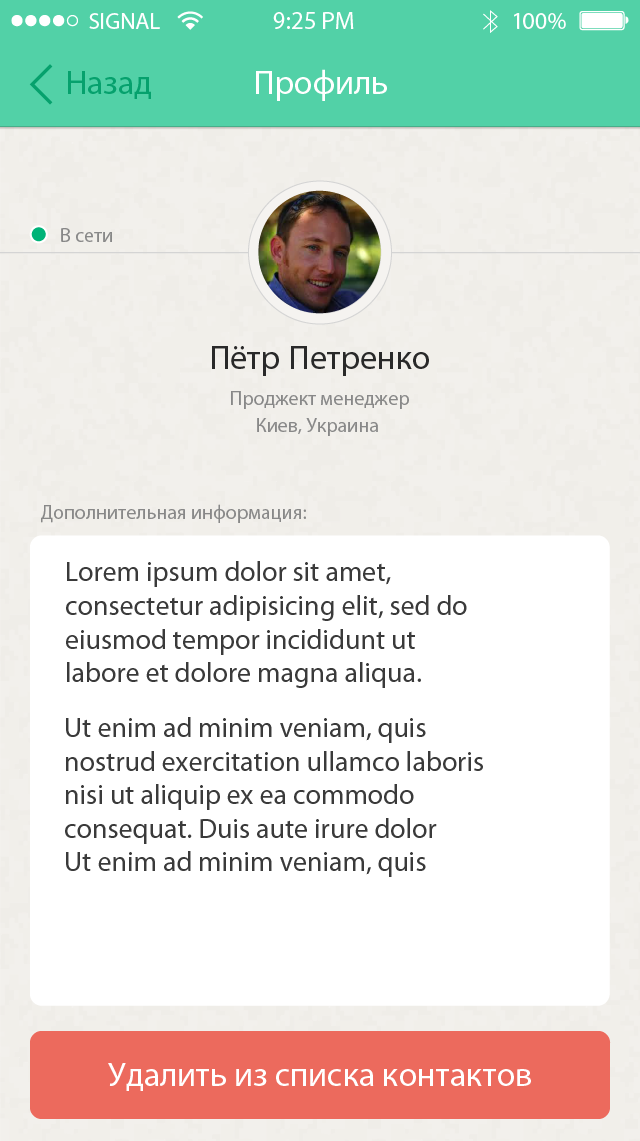 SIGNAL 9:25 PM 100%
Назад Профиль
В сети
Пётр Петренко
Проджект менеджер
Киев, Украина
Дополнительная информация:
Lorem ipsum dolor sit amet,
consectetur adipisicing elit, sed do
eiusmod tempor incididunt ut
labore et dolore magna aliqua.
Ut enim ad minim veniam, quis
nostrud exercitation ullamco laboris
nisi ut aliquip ex ea commodo
consequat. Duis aute irure dolor
Ut enim ad minim veniam, quis
Удалить из списка контактов